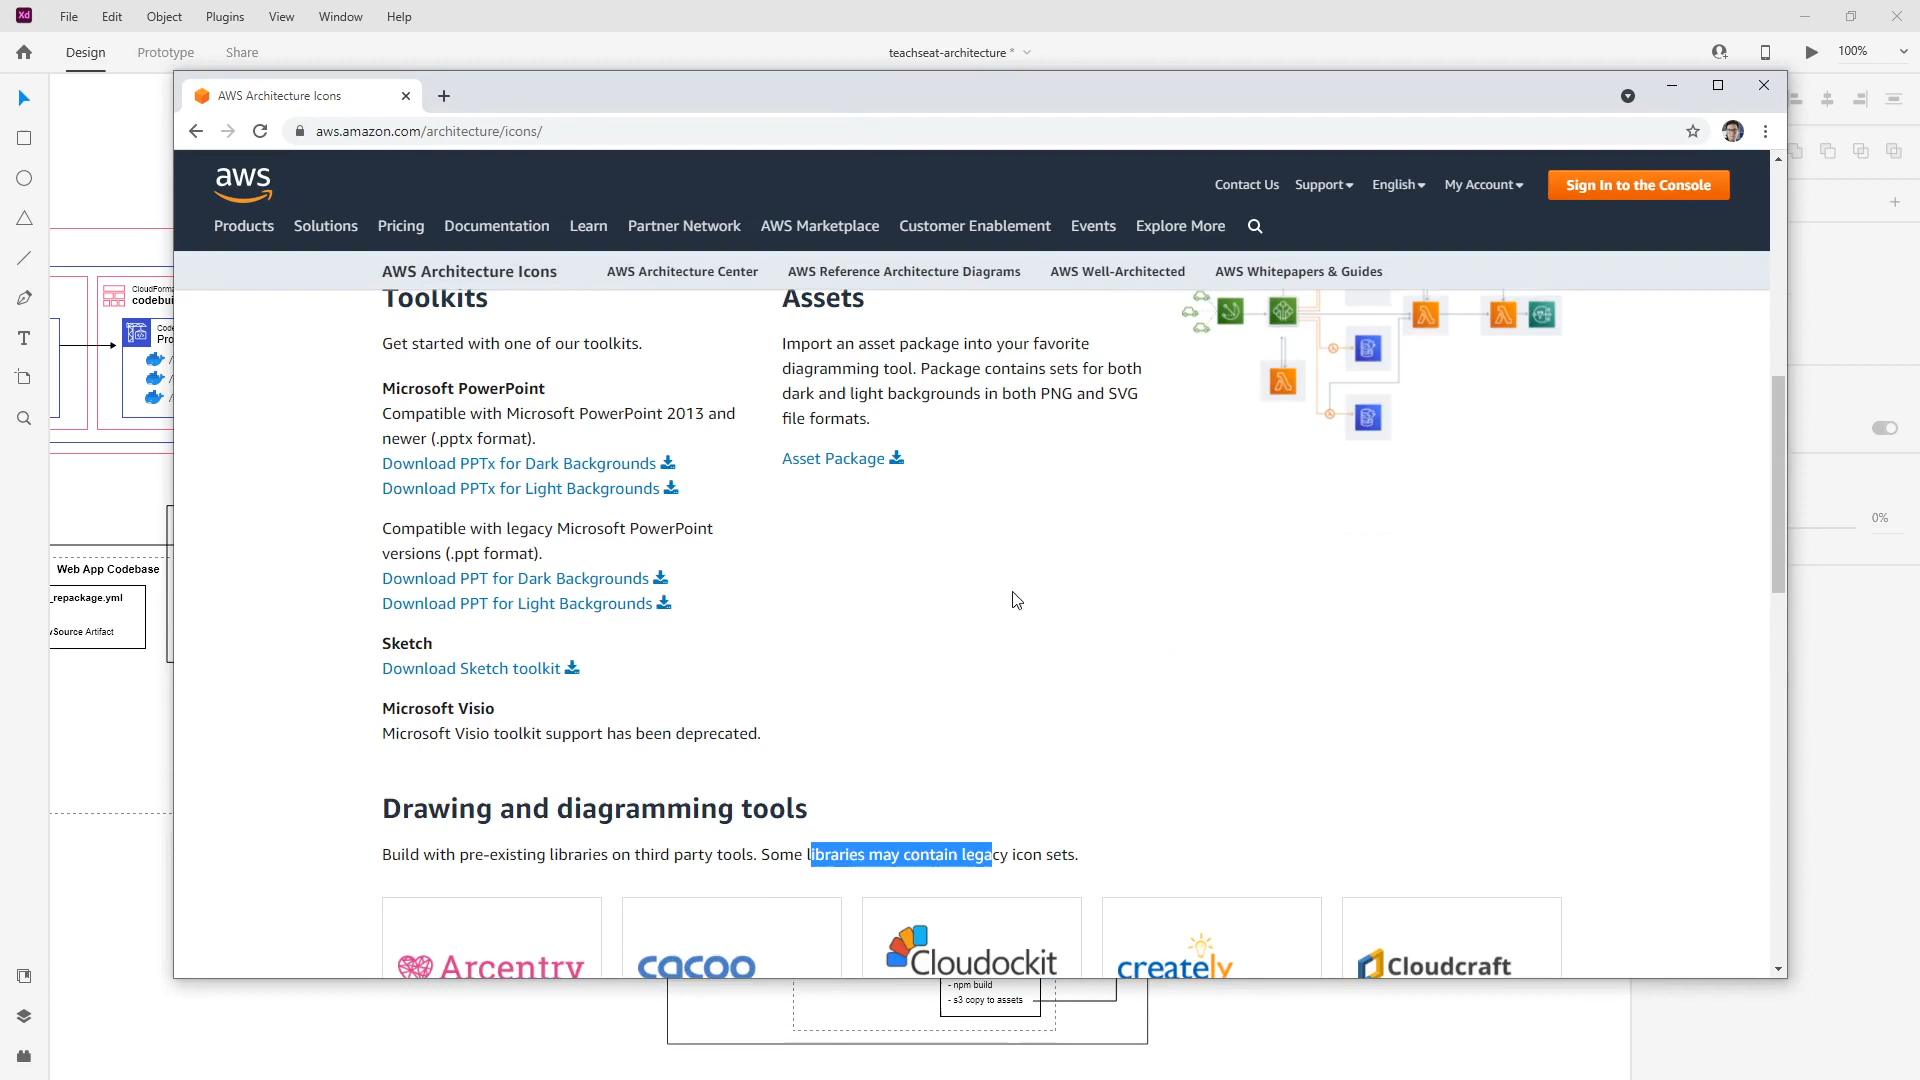 Xd File Edit Object Plugins View Window Help
Design Prototype Share teachseat-architecture * 100%
AWS Architecture Icons
aws.amazon.com/architecture/icons/
aws
Contact Us Support English My Account Sign In to the Console
Products Solutions Pricing Documentation Learn Partner Network AWS Marketplace Customer Enablement Events Explore More
AWS Architecture Icons AWS Architecture Center AWS Reference Architecture Diagrams AWS Well-Architected AWS Whitepapers & Guides
Toolkits
Get started with one of our toolkits.
Microsoft PowerPoint
Compatible with Microsoft PowerPoint 2013 and
newer (.pptx format).
Download PPTx for Dark Backgrounds
Download PPTx for Light Backgrounds
Compatible with legacy Microsoft PowerPoint
versions (.ppt format).
Download PPT for Dark Backgrounds
Download PPT for Light Backgrounds
Sketch
Download Sketch toolkit
Microsoft Visio
Microsoft Visio toolkit support has been deprecated.
Assets
Import an asset package into your favorite
diagramming tool. Package contains sets for both
dark and light backgrounds in both PNG and SVG
file formats.
Asset Package
Drawing and diagramming tools
Build with pre-existing libraries on third party tools. Some libraries may contain legacy icon sets.
Arcentry
cacoo
Cloudockit
creately
Cloudcraft
CloudForma
codebui
Code
Pro
/
/
/
Web App Codebase
_repackage.yml
Source Artifact
0%
- npm build
- s3 copy to assets